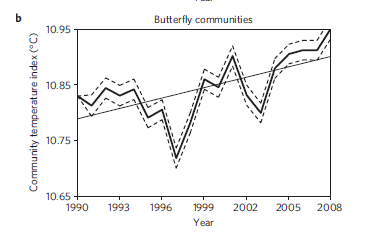 b
Butterfly communities
Community temperature index (°C)
10.95
10.85
10.75
10.65
1990 1993 1996 1999 2002 2005 2008
Year